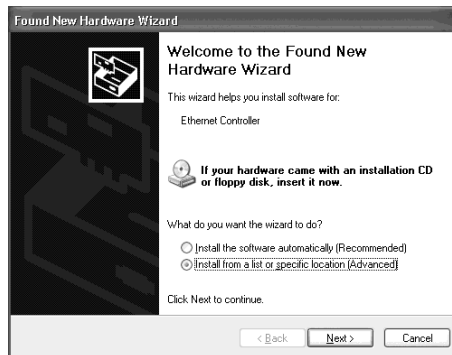 Found New Hardware Wizard
Welcome to the Found New
Hardware Wizard
This wizard helps you install software for:
Ethernet Controller
If your hardware came with an installation CD
or floppy disk, insert it now.
What do you want the wizard to do?
Install the software automatically (Recommended)
Install from a list or specific location (Advanced)
Click Next to continue.
< Back Next > Cancel